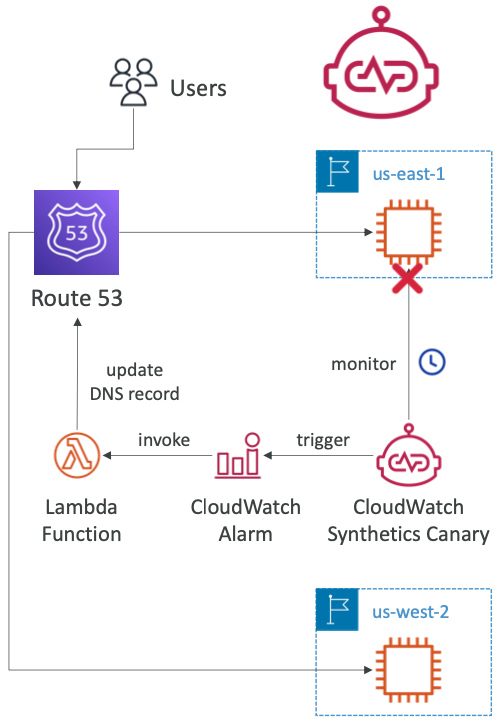 Users
us-east-1
53
Route 53
monitor
update
DNS record
invoke
trigger
Lambda
Function
CloudWatch
Alarm
CloudWatch
Synthetics Canary
us-west-2